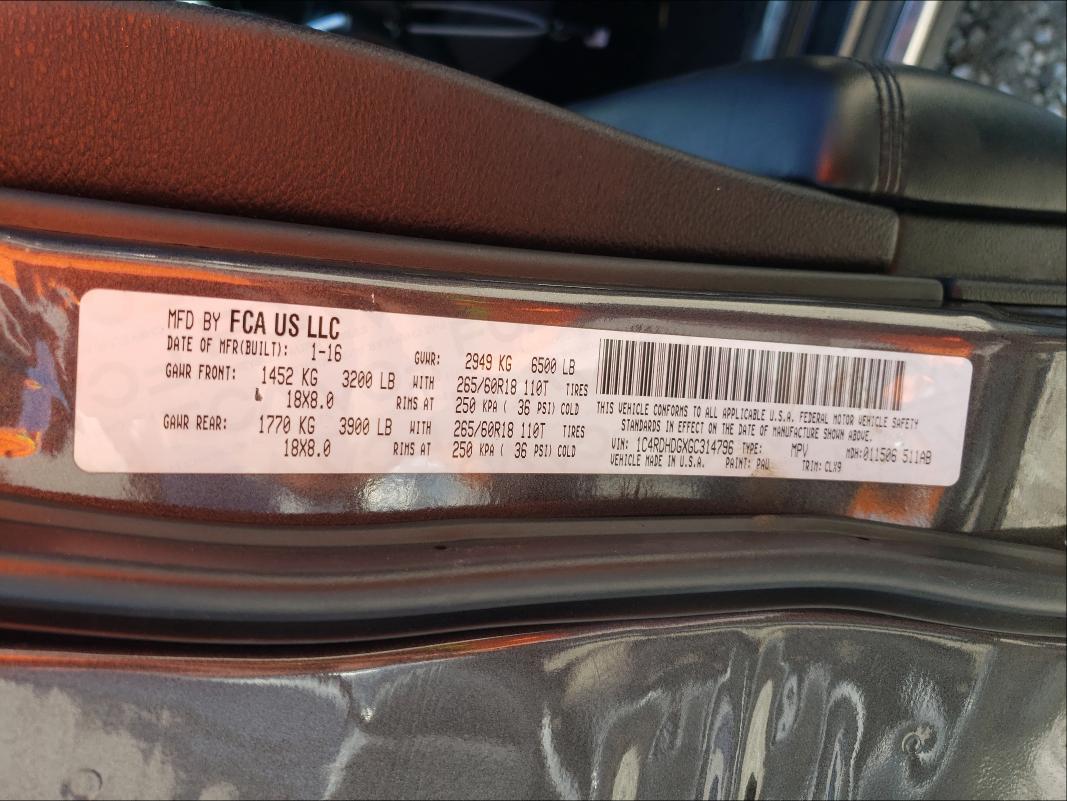 MFD BY FCA US LLC
DATE OF MFR(BUILT): 1-16 GVWR: 2949 KG 6500 LB
GAWR FRONT: 1452 KG 3200 LB WITH 265/60R18 110T TIRES
18X8.0 RIMS AT 250 KPA ( 36 PSI) COLD
GAWR REAR: 1770 KG 3900 LB WITH 265/60R18 110T TIRES
18X8.0 RIMS AT 250 KPA ( 36 PSI) COLD
THIS VEHICLE CONFORMS TO ALL APPLICABLE U.S.A. FEDERAL MOTOR VEHICLE SAFETY
STANDARDS IN EFFECT ON THE DATE OF MANUFACTURE SHOWN ABOVE.
VIN: 1C4RDHDGXGC314796 TYPE: MPV MDH:011506 511AB
VEHICLE MADE IN U.S.A. PAINT: PAU TRIM: CLX9